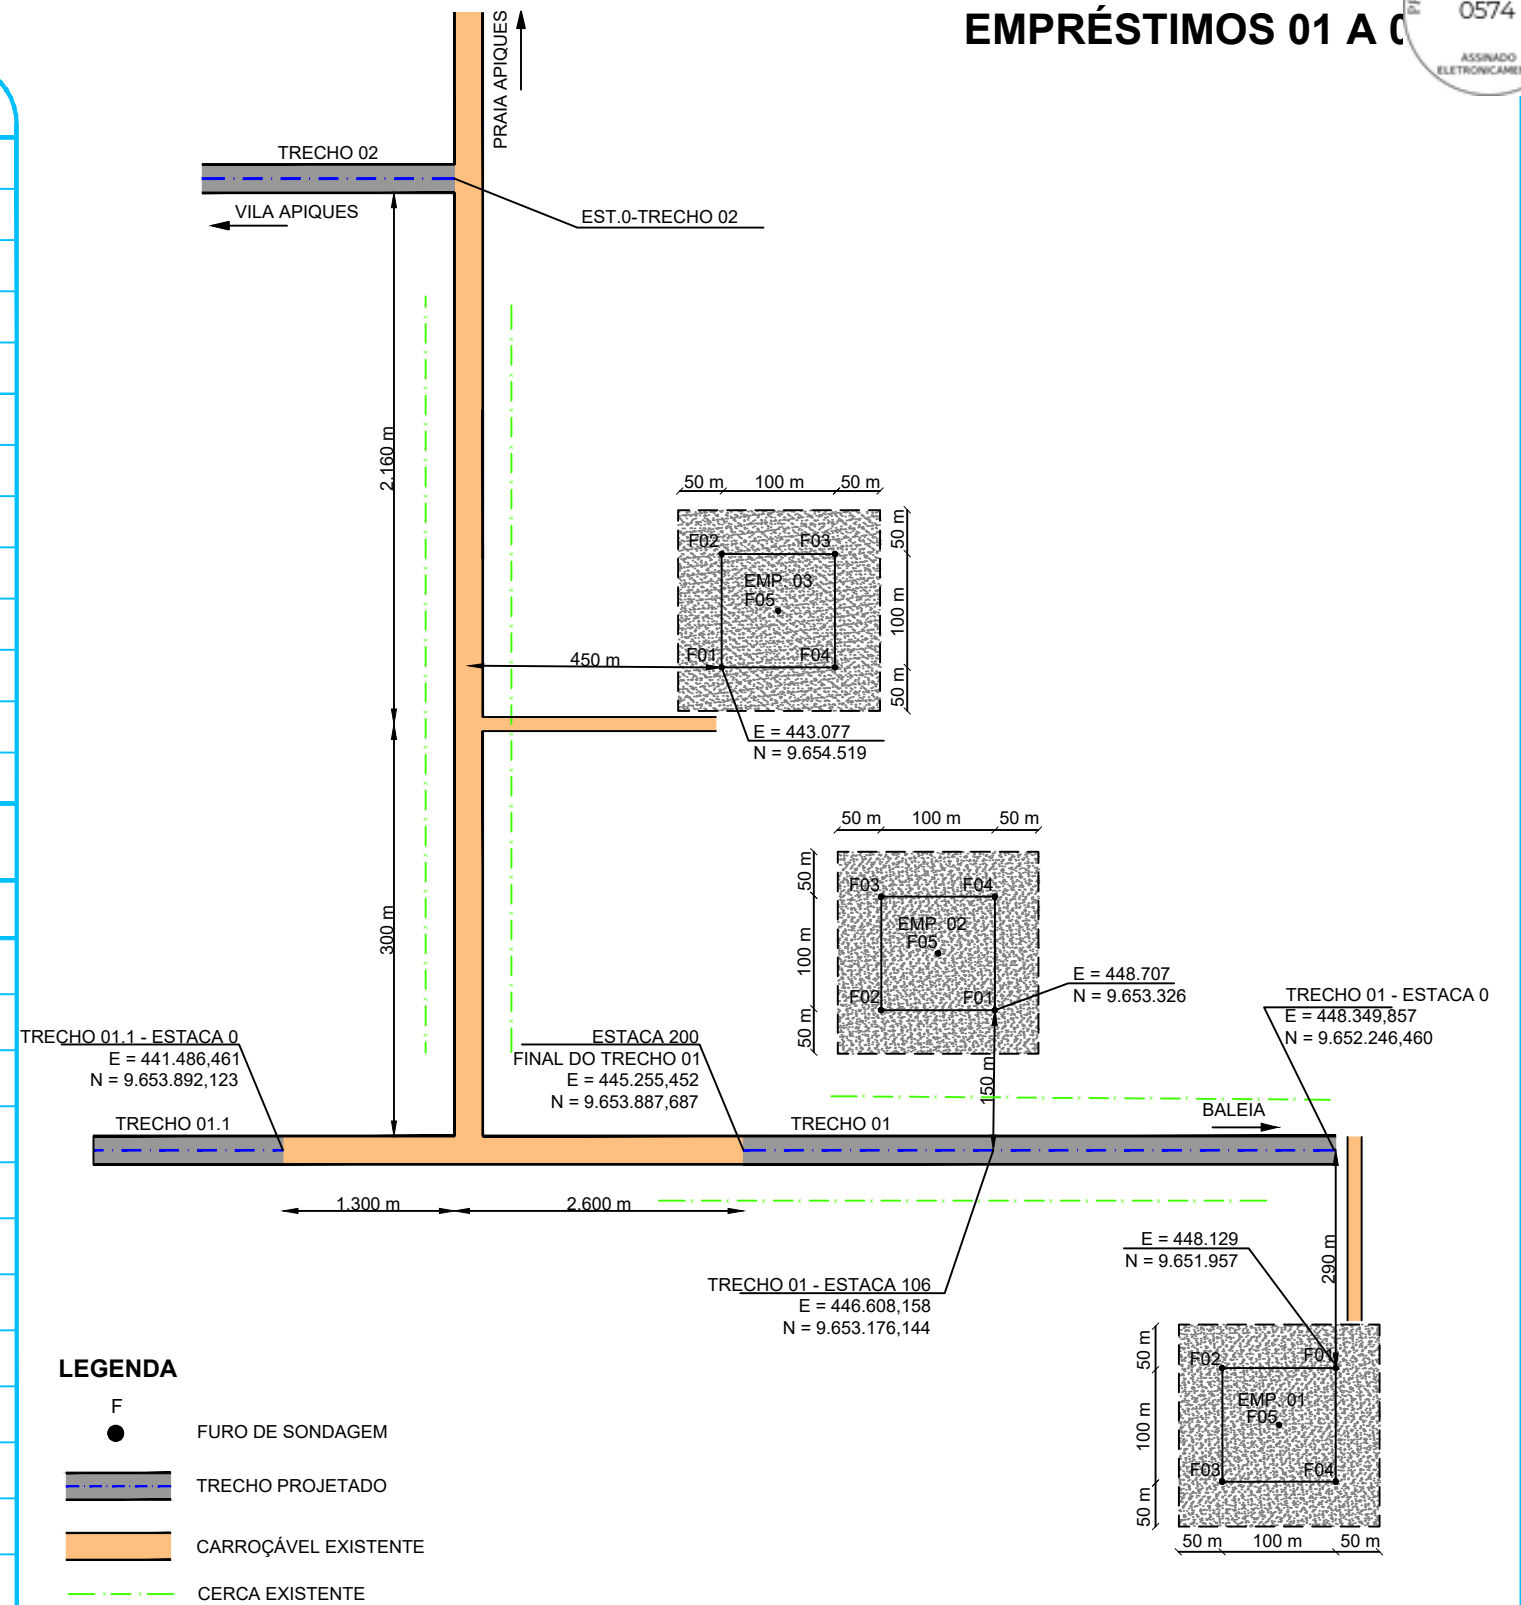 EMPRÉSTIMOS 01 A
0574
ASSINADO
PRAIA APIQUES
TRECHO 02
VILA APIQUES
EST.0-TRECHO 02
2.160 m
50 m 100 m 50 m
F02 F03
EMP. 03
F05
F01 F04
50 m
100 m
50 m
450 m
E = 443.077
N = 9.654.519
300 m
50 m 100 m 50 m
F03 F04
EMP. 02
F05
F02 F01
50 m
100 m
50 m
E = 448.707
N = 9.653.326
150 m
TRECHO 01 - ESTACA 0
E = 448.349,857
N = 9.652.246,460
TRECHO 01.1 - ESTACA 0
E = 441.486,461
N = 9.653.892,123
ESTACA 200
FINAL DO TRECHO 01
E = 445.255,452
N = 9.653.887,687
TRECHO 01.1
TRECHO 01
BALEIA
1.300 m
2.600 m
TRECHO 01 - ESTACA 106
E = 446.608,158
N = 9.653.176,144
E = 448.129
N = 9.651.957
290 m
F02 F01
EMP. 01
F05
F03 F04
50 m
100 m
50 m
50 m 100 m 50 m
LEGENDA
F
FURO DE SONDAGEM
TRECHO PROJETADO
CARROÇÁVEL EXISTENTE
CERCA EXISTENTE